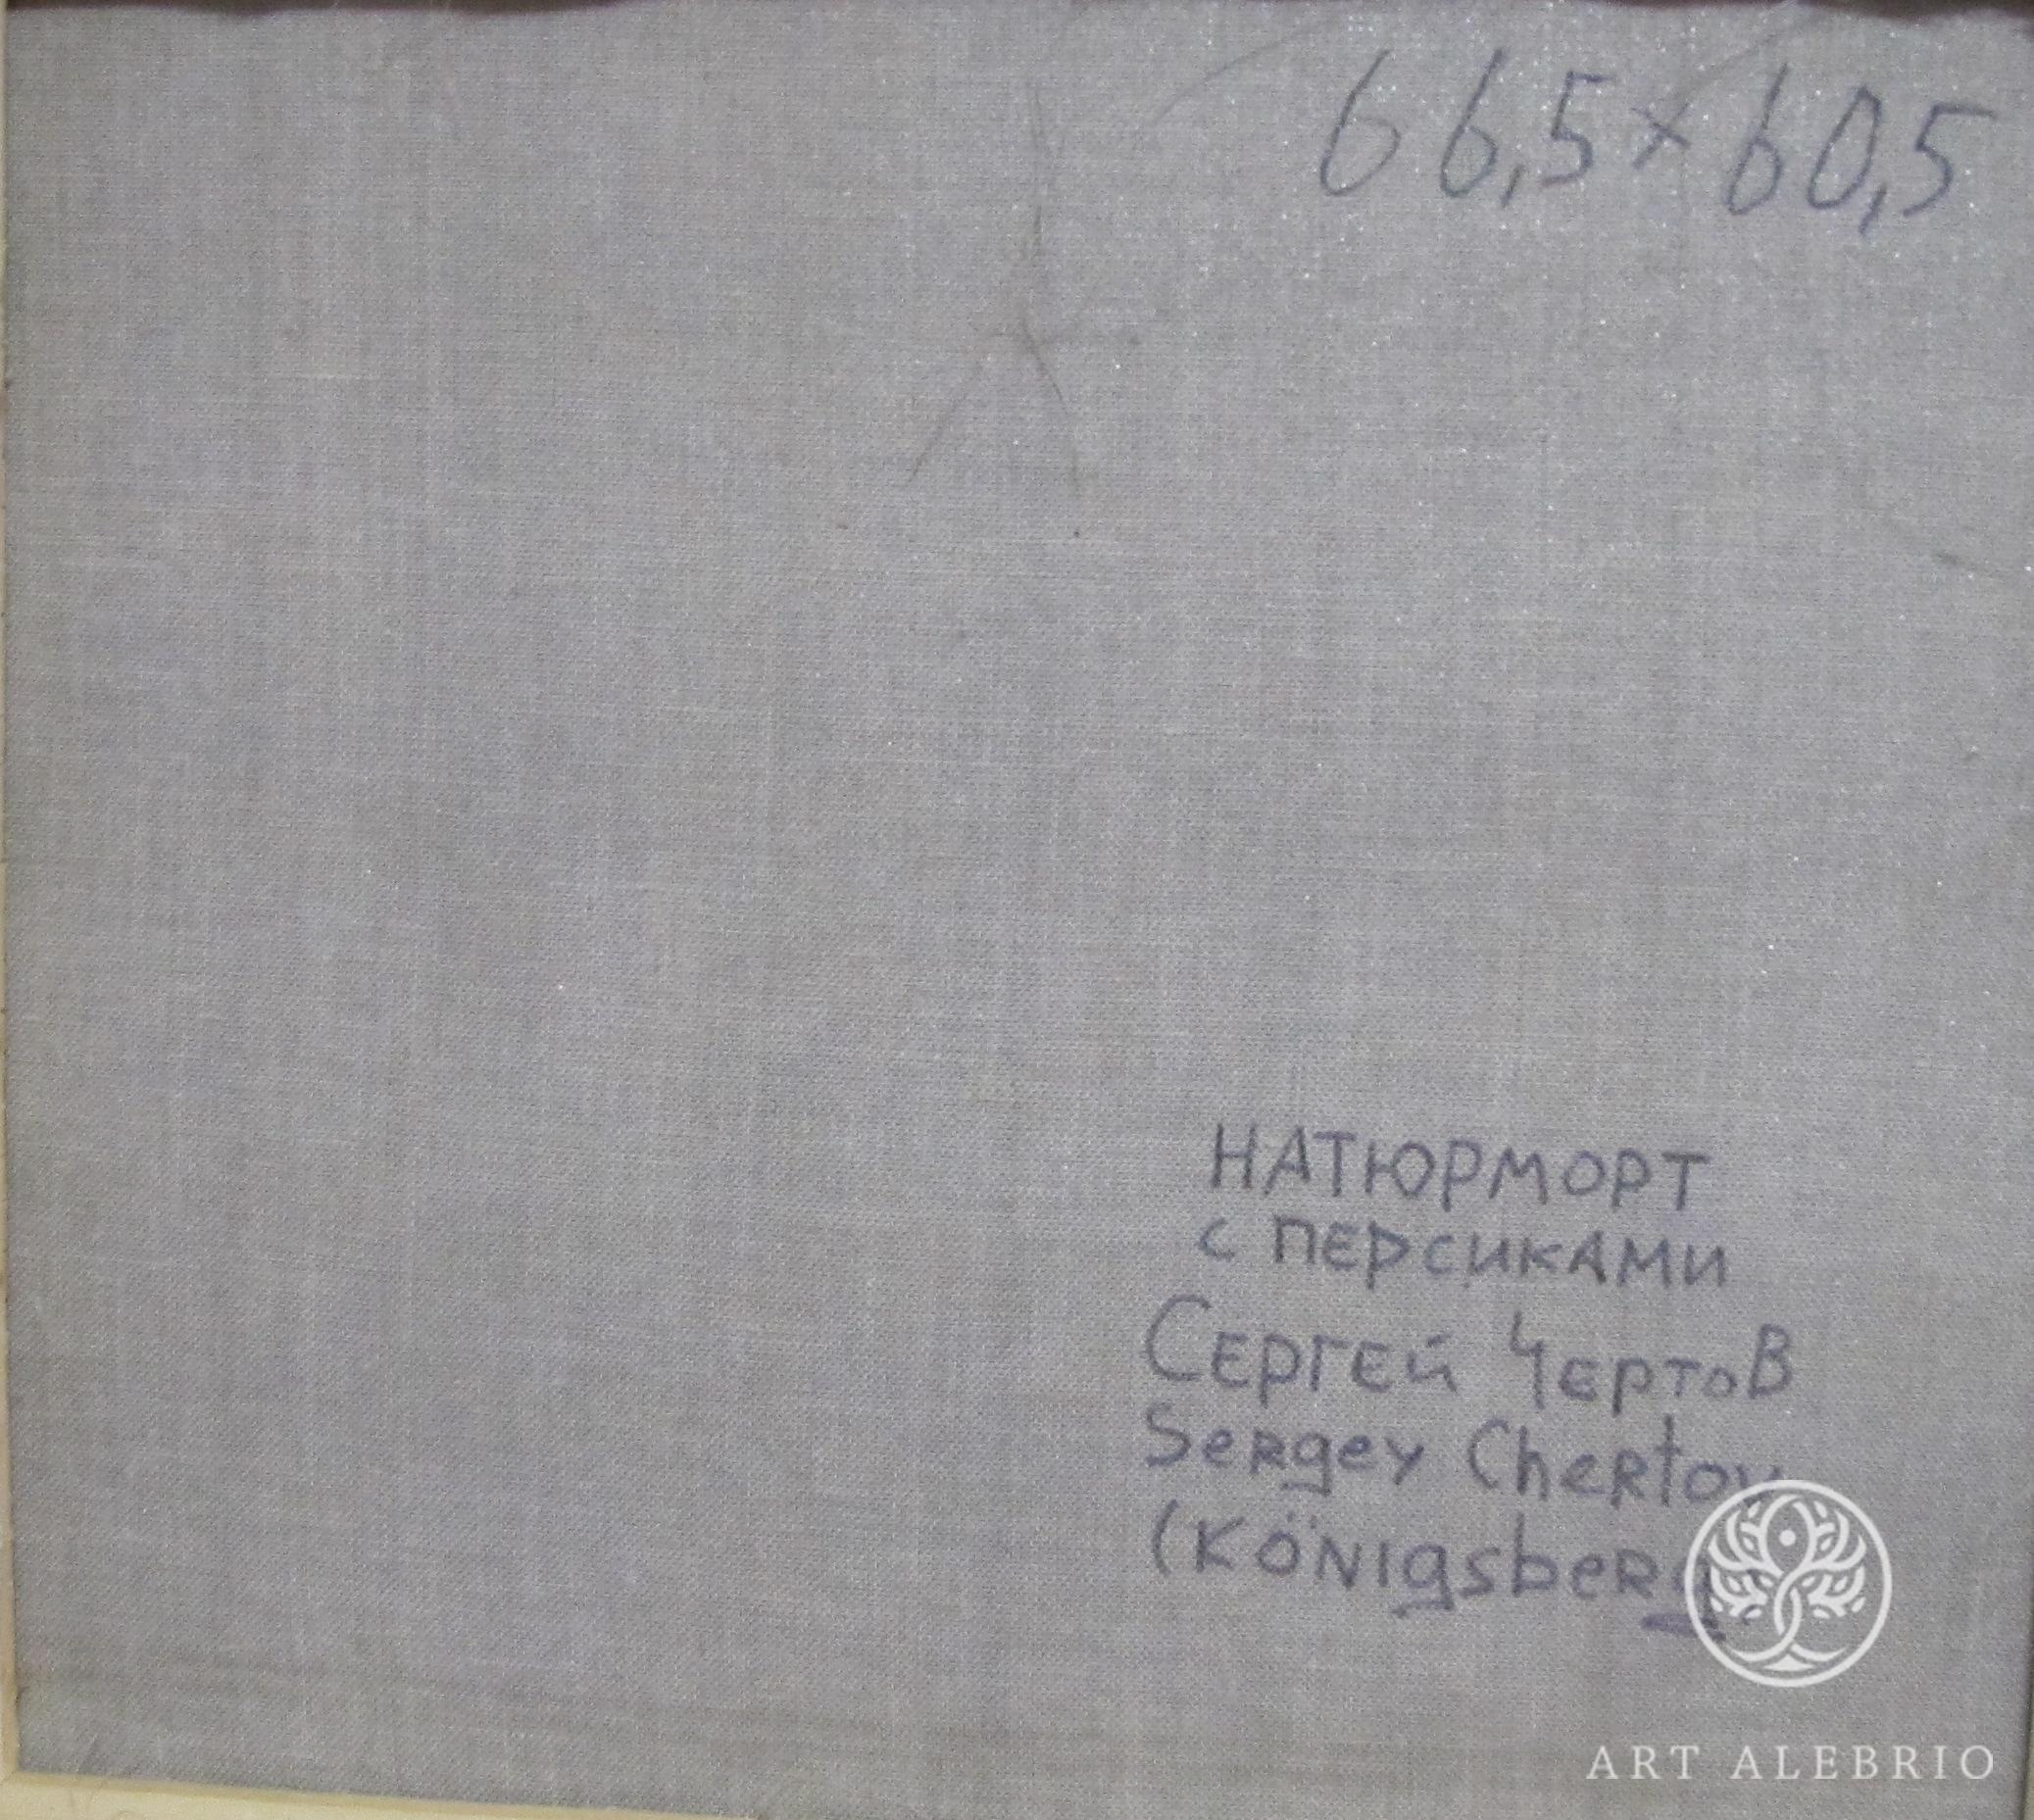 66,5×60,5
НАТЮРМОРТ
с ПЕРСИКАМИ
СЕРГЕЙ ЧЕРТОВ
Sergey Chertov
(Königsberg
ART ALEBRIO